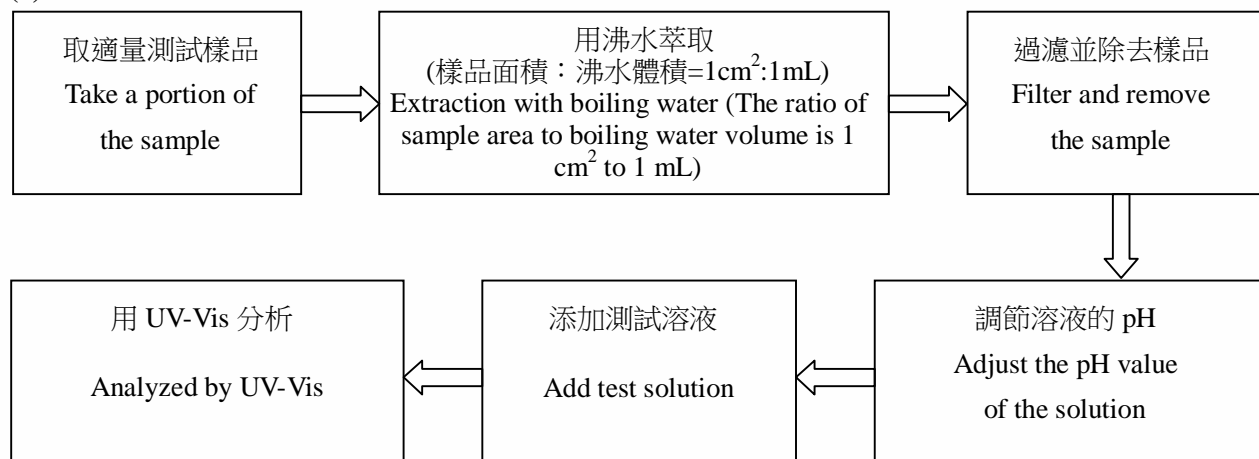 取適量測試樣品
Take a portion of
the sample
用沸水萃取
(樣品面積：沸水體積=1cm²:1mL)
Extraction with boiling water (The ratio of
sample area to boiling water volume is 1
cm² to 1 mL)
過濾並除去樣品
Filter and remove
the sample
調節溶液的 pH
Adjust the pH value
of the solution
添加測試溶液
Add test solution
用 UV-Vis 分析
Analyzed by UV-Vis